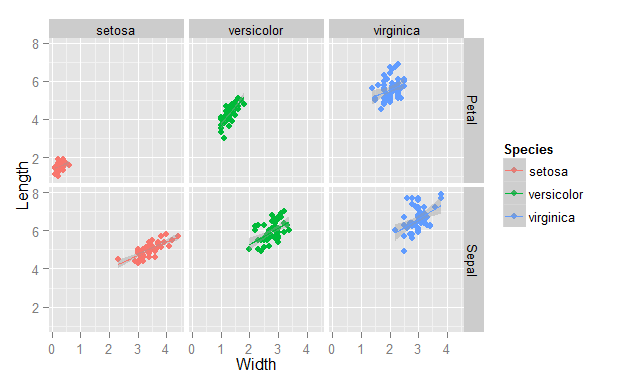 setosa versicolor virginica
8
6
4
2
Petal
Length
8
6
4
2
Sepal
0 1 2 3 4 0 1 2 3 4 0 1 2 3 4
Width
Species
setosa
versicolor
virginica